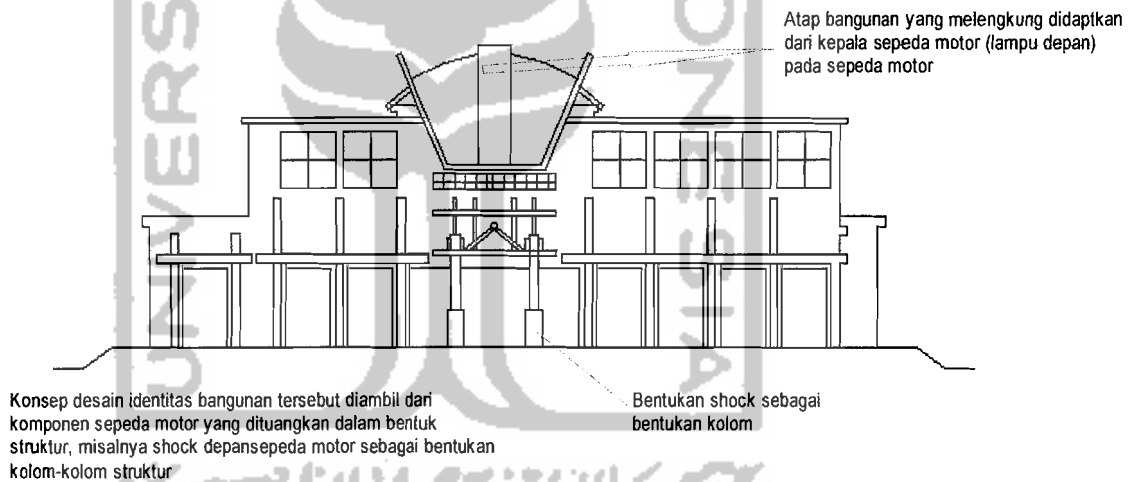 Atap bangunan yang melengkung didaptkan
dari kepala sepeda motor (lampu depan)
pada sepeda motor
Konsep desain identitas bangunan tersebut diambil dari
komponen sepeda motor yang dituangkan dalam bentuk
struktur, misalnya shock depansepeda motor sebagai bentukan
kolom-kolom struktur
Bentukan shock sebagai
bentukan kolom